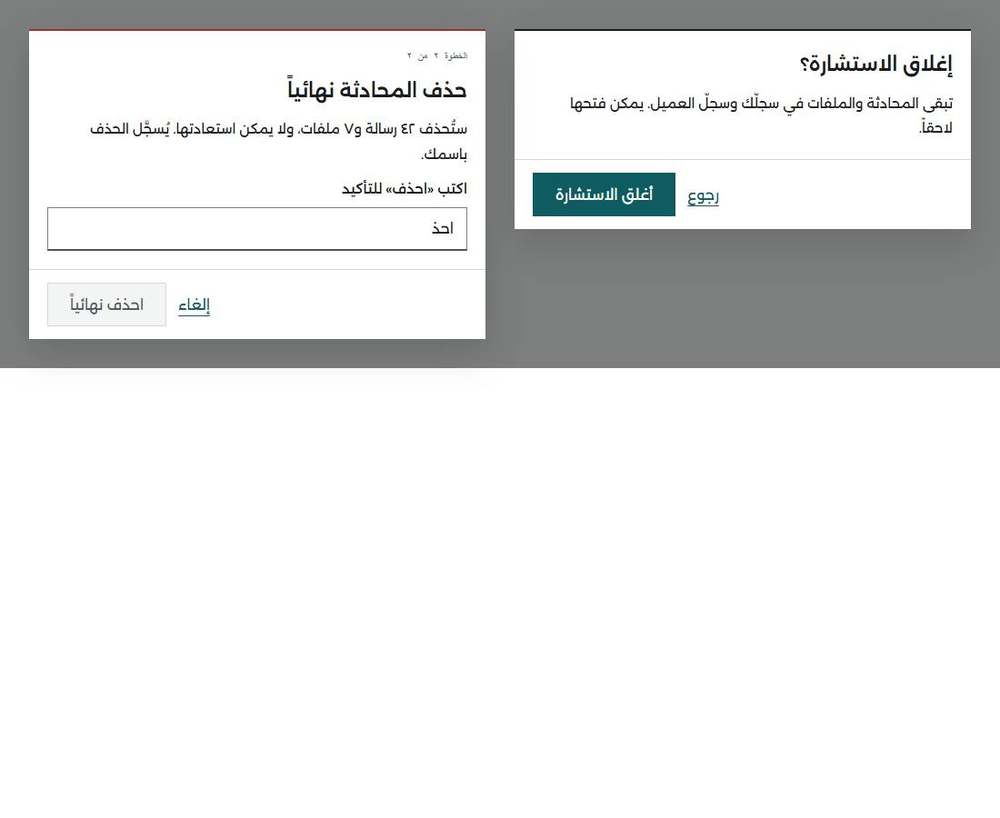 إغلاق الاستشارة؟
تبقى المحادثة والملفات في سجلّك وسجلّ العميل. يمكن فتحها
لاحقاً.
رجوع
أغلق الاستشارة
الخطوة ٢ من ٢
حذف المحادثة نهائياً
ستُحذف ٤٢ رسالة و٧ ملفات، ولا يمكن استعادتها. يُسجَّل الحذف
باسمك.
اكتب «احذف» للتأكيد
احذ
إلغاء
احذف نهائياً